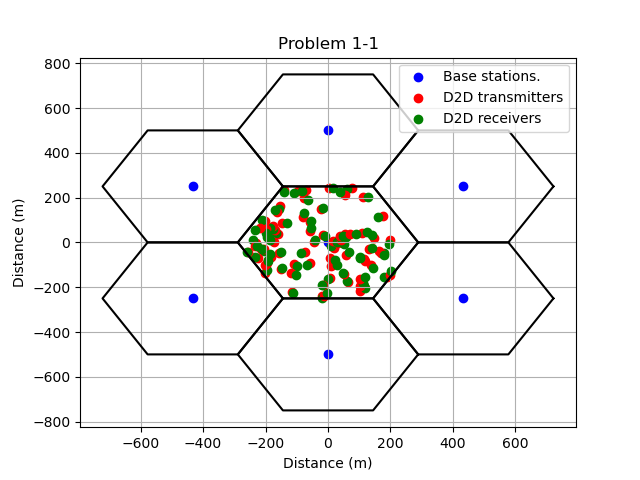 Problem 1-1
Base stations.
D2D transmitters
D2D receivers
800
600
400
200
0
−200
−400
−600
−800
Distance (m)
−600 −400 −200 0 200 400 600
Distance (m)